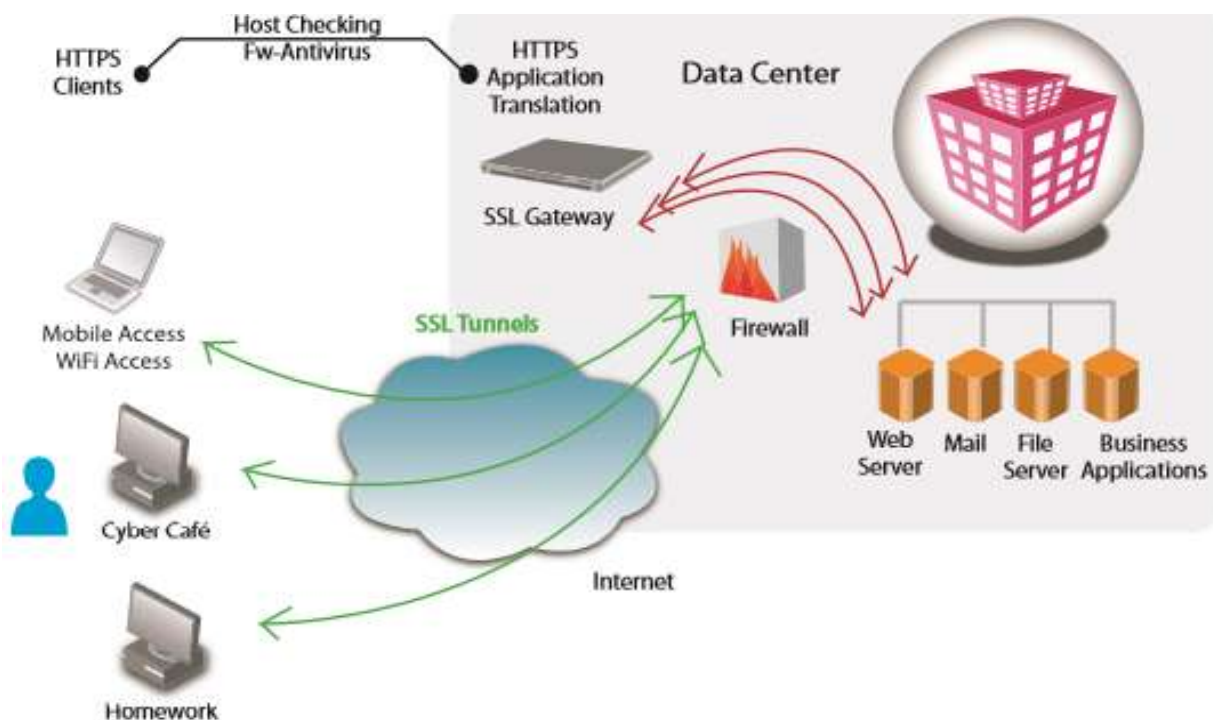 Host Checking
Fw-Antivirus
HTTPS
Clients
HTTPS
Application
Translation
Data Center
SSL Gateway
Firewall
Mobile Access
WiFi Access
SSL Tunnels
Web
Server
Mail
File
Server
Business
Applications
Cyber Café
Internet
Homework